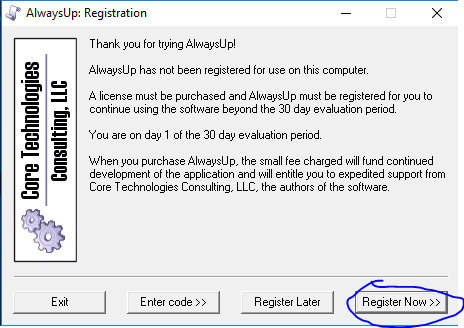 AlwaysUp: Registration
Core Technologies
Consulting, LLC
Thank you for trying AlwaysUp!
AlwaysUp has not been registered for use on this computer.
A license must be purchased and AlwaysUp must be registered for you to
continue using the software beyond the 30 day evaluation period.
You are on day 1 of the 30 day evaluation period.
When you purchase AlwaysUp, the small fee charged will fund continued
development of the application and will entitle you to expedited support from
Core Technologies Consulting, LLC, the authors of the software.
Exit
Enter code >>
Register Later
Register Now >>